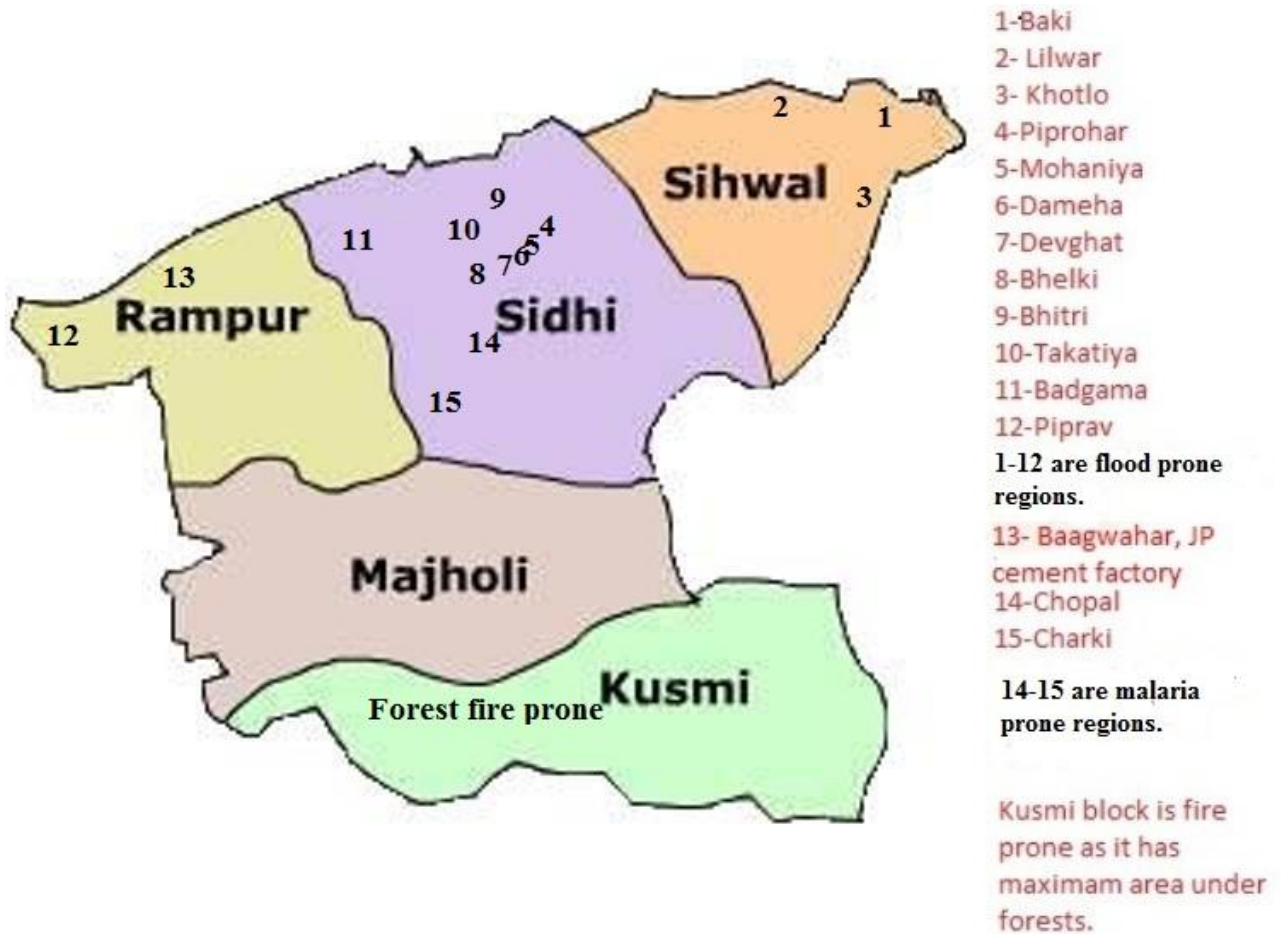 2
1
Sihwal
3
9
10
4
5
6
7
8
11
Sidhi
14
15
13
Rampur
12
Majholi
Kusmi
Forest fire prone
1-Baki
2- Lilwar
3- Khotlo
4-Piprohar
5-Mohaniya
6-Dameha
7-Devghat
8-Bhelki
9-Bhitri
10-Takatiya
11-Badgama
12-Piprav
1-12 are flood prone
regions.
13- Baagwahar, JP
cement factory
14-Chopal
15-Charki
14-15 are malaria
prone regions.
Kusmi block is fire
prone as it has
maximam area under
forests.